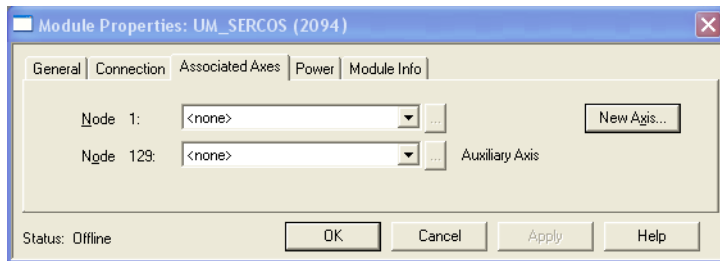 Module Properties: UM_SERCOS (2094)
General Connection Associated Axes Power Module Info
Node 1: <none> ... New Axis...
Node 129: <none> ... Auxiliary Axis
Status: Offline OK Cancel Apply Help